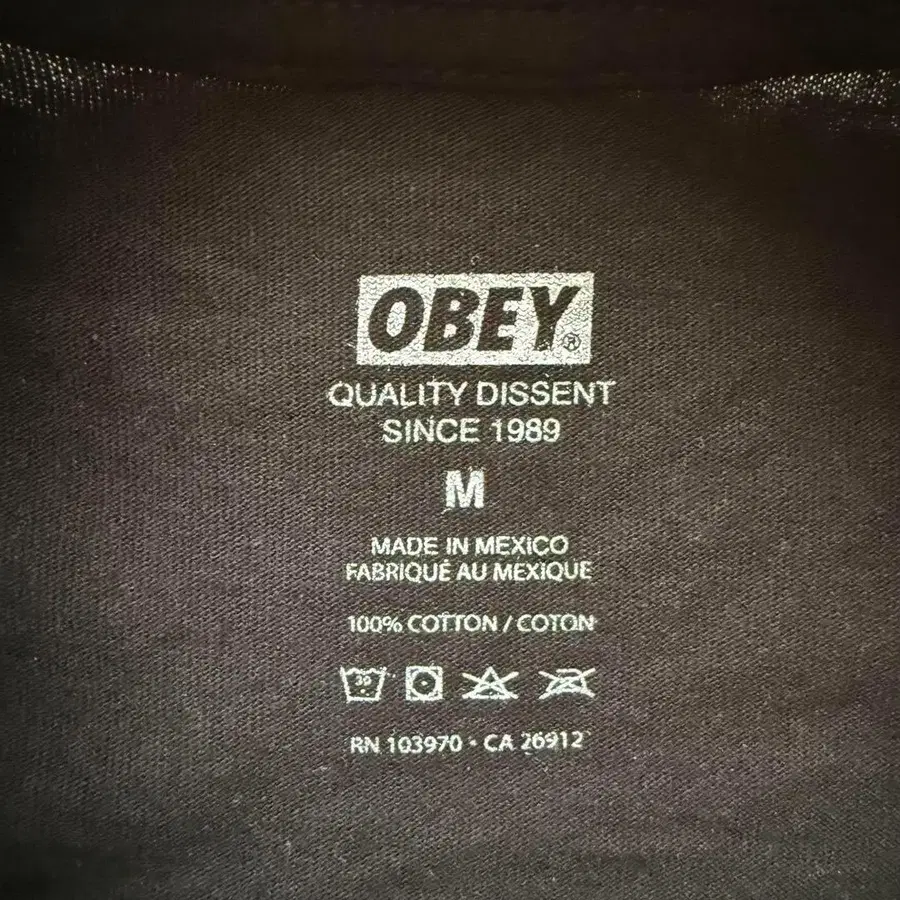 OBEY®
QUALITY DISSENT
SINCE 1989
M
MADE IN MEXICO
FABRIQUÉ AU MEXIQUE
100% COTTON / COTON
30
RN 103970 • CA 26912